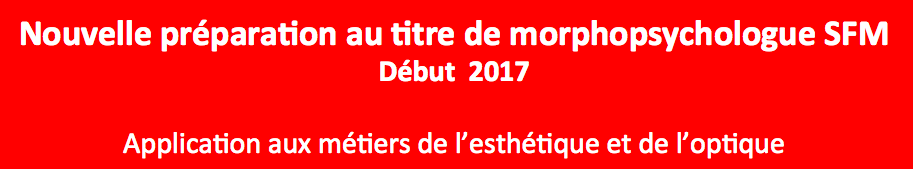 Nouvelle préparation au titre de morphopsychologue SFM
Début 2017
Application aux métiers de l’esthétique et de l’optique